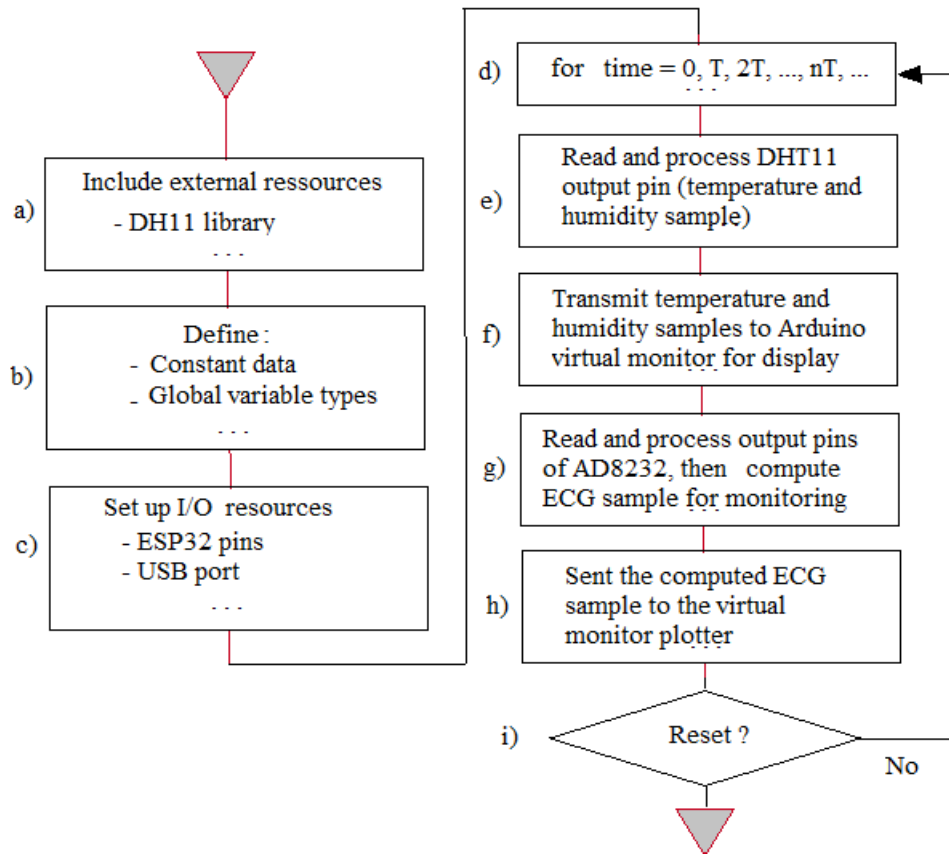 a)
Include external ressources
- DH11 library
. . .
b)
Define :
- Constant data
- Global variable types
. . .
c)
Set up I/O resources
- ESP32 pins
- USB port
. . .
d)
for time = 0, T, 2T, ..., nT, ...
. . .
e)
Read and process DHT11
output pin (temperature and
humidity sample)
f)
Transmit temperature and
humidity samples to Arduino
virtual monitor for display
. . .
g)
Read and process output pins
of AD8232, then compute
ECG sample for monitoring
. . .
h)
Sent the computed ECG
sample to the virtual
monitor plotter
. . .
i)
Reset ?
No